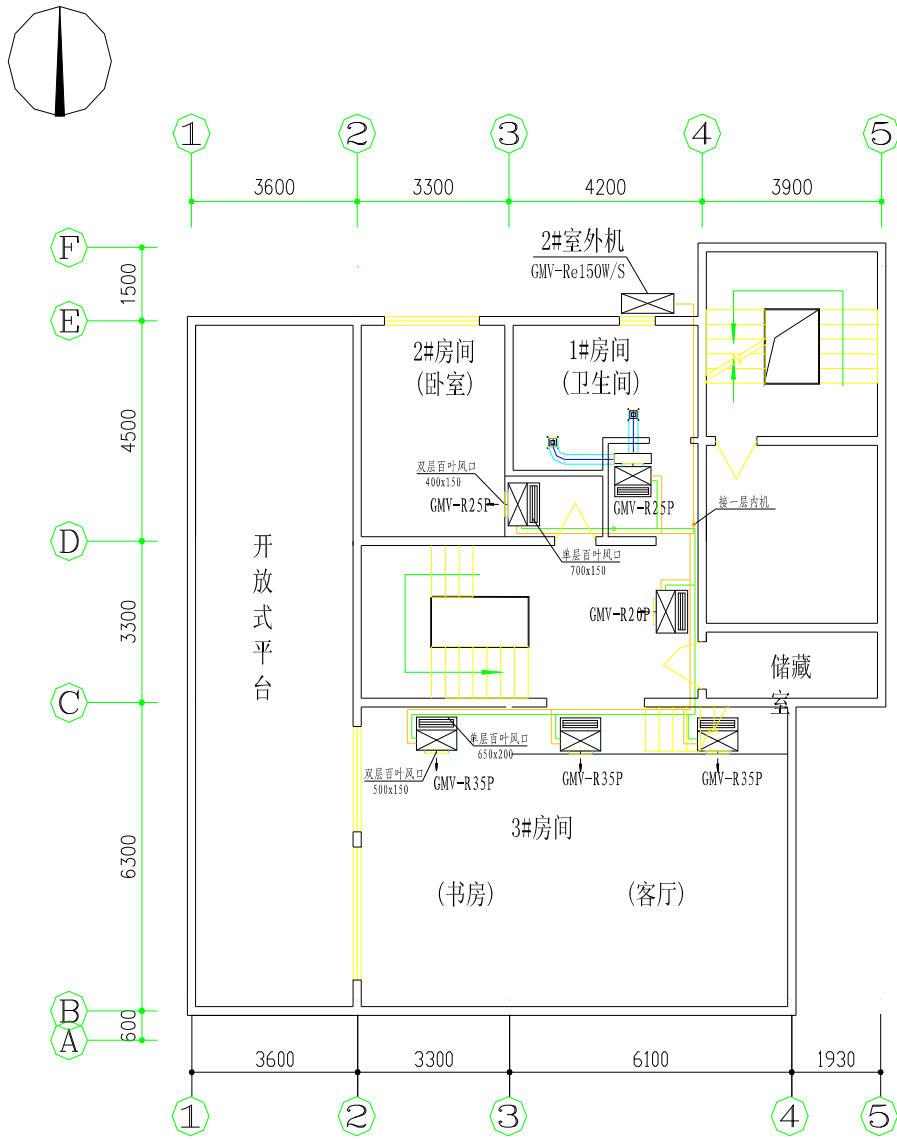 1
2
3
4
5
3600
3300
4200
3900
F
2#室外机
GMV-Re150W/S
1500
E
2#房间
(卧室)
1#房间
(卫生间)
4500
双层百叶风口
400x150
GMV-R25P
GMV-R25P
接一层内机
D
单层百叶风口
700x150
开放式平台
3300
GMV-R20P
储藏
室
C
单层百叶风口
650x200
双层百叶风口
500x150
GMV-R35P
GMV-R35P
GMV-R35P
3#房间
6300
(书房)
(客厅)
B
600
A
3600
3300
6100
1930
1
2
3
4
5